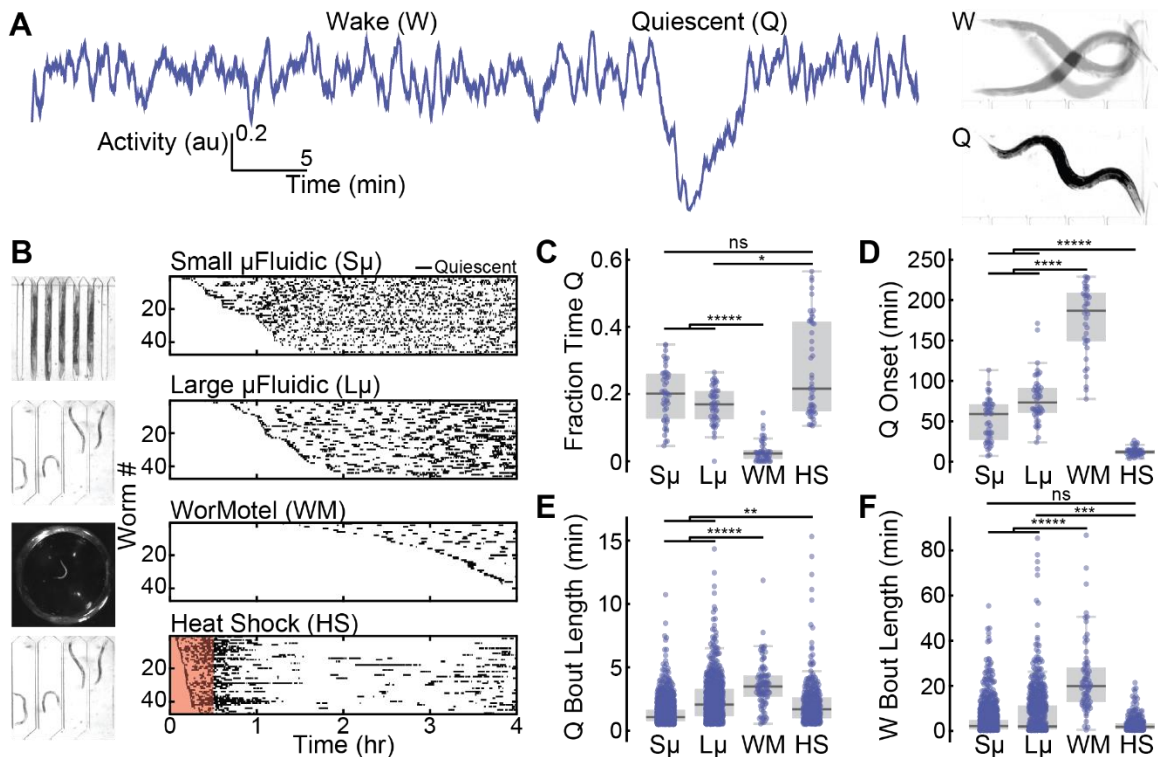 A
Wake (W)
Quiescent (Q)
W
Activity (au)
0.2
5
Time (min)
Q
B
Small µFluidic (Sµ)
Quiescent
20
40
Large µFluidic (Lµ)
20
40
Worm #
WorMotel (WM)
20
40
Heat Shock (HS)
20
40
0 1 2 3 4
Time (hr)
C
ns
*
*****
0.6
0.4
0.2
0
Fraction Time Q
Sµ Lµ WM HS
D
*****
****
250
200
150
100
50
0
Q Onset (min)
Sµ Lµ WM HS
E
**
*****
15
10
5
0
Q Bout Length (min)
Sµ Lµ WM HS
F
ns
***
*****
80
60
40
20
0
W Bout Length (min)
Sµ Lµ WM HS